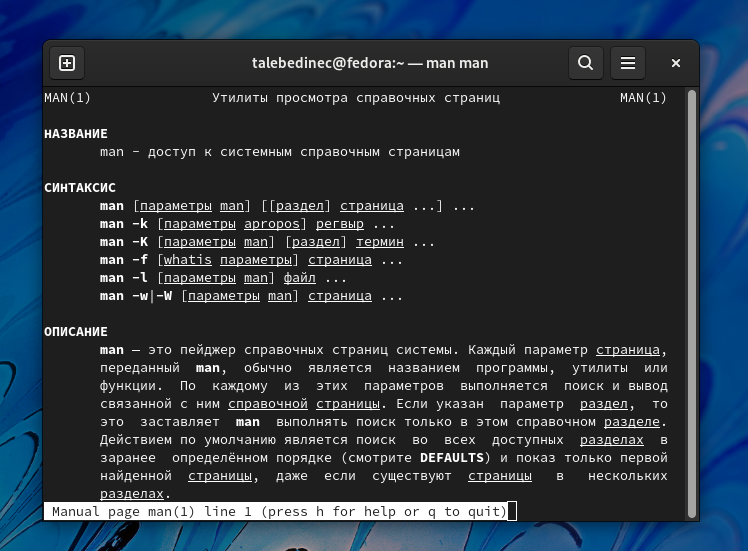 talebedinec@fedora:~ — man man
MAN(1) Утилиты просмотра справочных страниц MAN(1)
НАЗВАНИЕ
man - доступ к системным справочным страницам
СИНТАКСИС
man [параметры man] [[раздел] страница ...] ...
man -k [параметры apropos] регвыр ...
man -K [параметры man] [раздел] термин ...
man -f [whatis параметры] страница ...
man -l [параметры man] файл ...
man -w|-W [параметры man] страница ...
ОПИСАНИЕ
man — это пейджер справочных страниц системы. Каждый параметр страница,
переданный man, обычно является названием программы, утилиты или
функции. По каждому из этих параметров выполняется поиск и вывод
связанной с ним справочной страницы. Если указан параметр раздел, то
это заставляет man выполнять поиск только в этом справочном разделе.
Действием по умолчанию является поиск во всех доступных разделах в
заранее определённом порядке (смотрите DEFAULTS) и показ только первой
найденной страницы, даже если существуют страницы в нескольких
разделах.
Manual page man(1) line 1 (press h for help or q to quit)